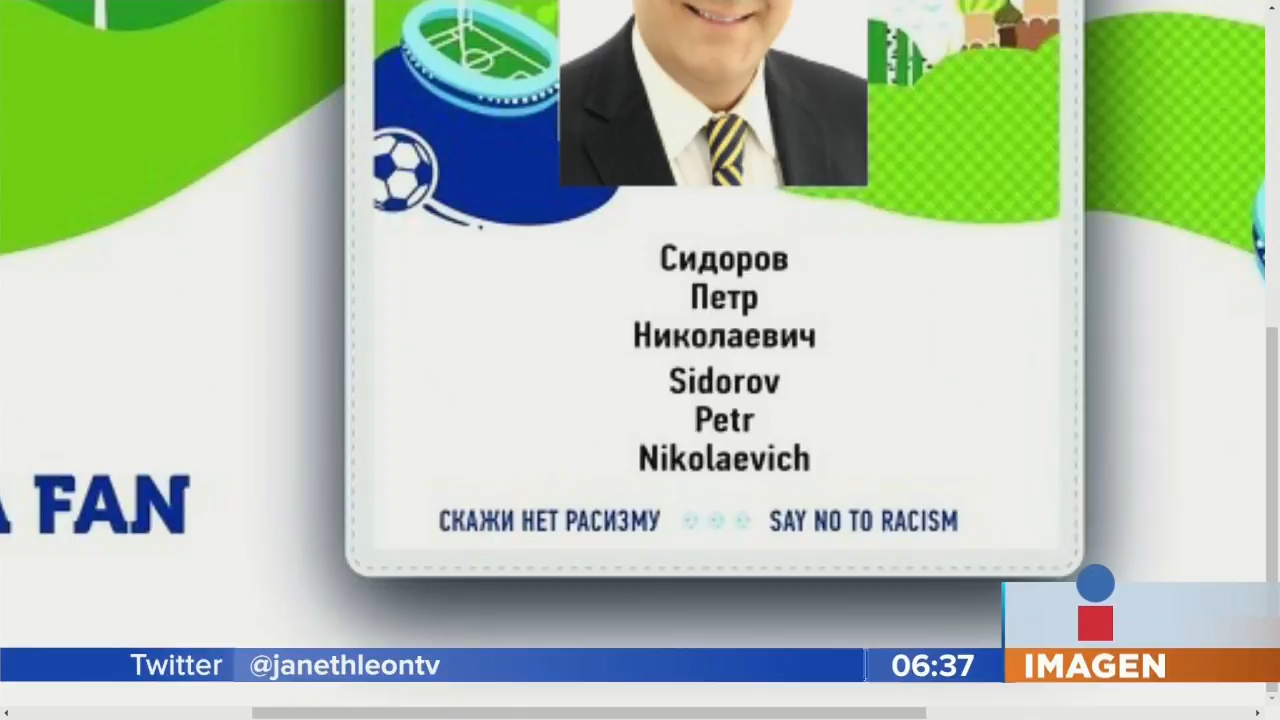 Сидоров
Петр
Николаевич
Sidorov
Petr
Nikolaevich
FAN
СКАЖИ НЕТ РАСИЗМУ SAY NO TO RACISM
Twitter @janethleontv 06:37 IMAGEN